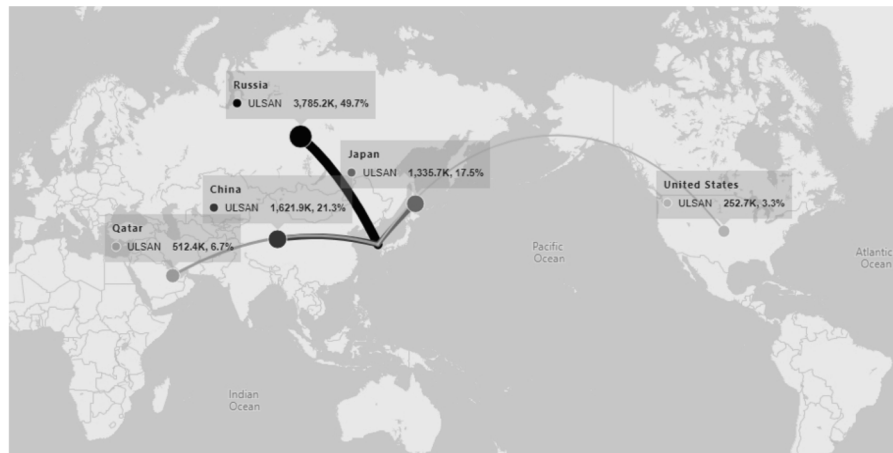 Russia
ULSAN 3,785.2K, 49.7%
Japan
ULSAN 1,335.7K, 17.5%
China
ULSAN 1,621.9K, 21.3%
United States
ULSAN 252.7K, 3.3%
Qatar
ULSAN 512.4K, 6.7%
Pacific
Ocean
Atlantic
Ocean
Indian
Ocean